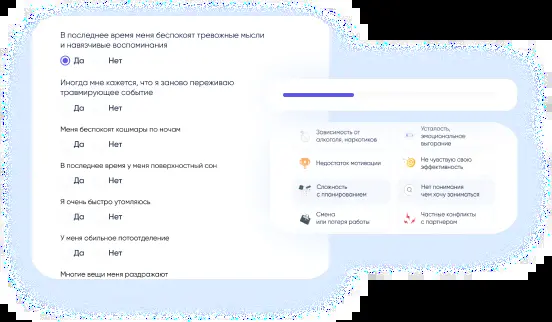 В последнее время меня беспокоят тревожные мысли
и навязчивые воспоминания
Да Нет
Иногда мне кажется, что я заново переживаю
травмирующее событие
Да Нет
Меня беспокоят кошмары по ночам
Да Нет
В последнее время у меня поверхностный сон
Да Нет
Я очень быстро утомляюсь
Да Нет
У меня обильное потоотделение
Да Нет
Многие вещи меня раздражают
Зависимость от
алкоголя, наркотиков
Усталость,
эмоциональное
выгорание
Недостаток мотивации
Не чувствую свою
эффективность
Сложность
с планированием
Нет понимания
чем хочу заниматься
Смена
или потеря работы
Частные конфликты
с партнером